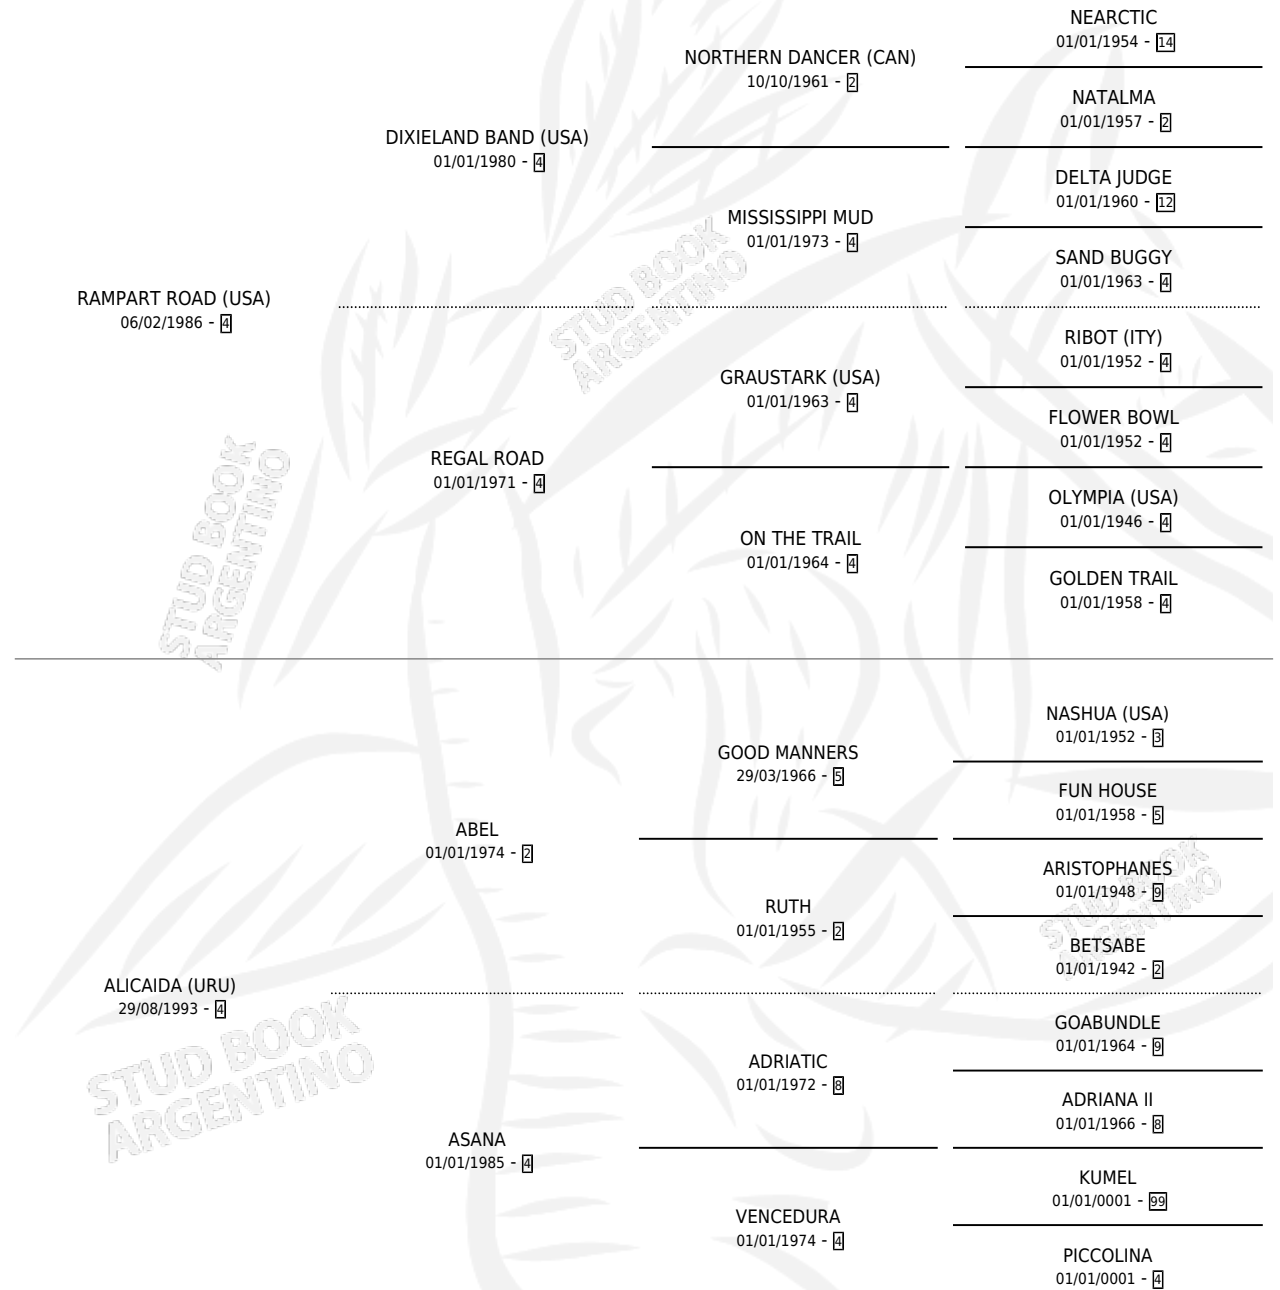 NEARCTIC
01/01/1954 - 14
NORTHERN DANCER (CAN)
10/10/1961 - 2
NATALMA
01/01/1957 - 2
DIXIELAND BAND (USA)
01/01/1980 - 4
DELTA JUDGE
01/01/1960 - 12
MISSISSIPPI MUD
01/01/1973 - 4
SAND BUGGY
01/01/1963 - 4
RAMPART ROAD (USA)
06/02/1986 - 4
STUD BOOK
ARGENTINO
RIBOT (ITY)
01/01/1952 - 4
GRAUSTARK (USA)
01/01/1963 - 4
FLOWER BOWL
01/01/1952 - 4
REGAL ROAD
01/01/1971 - 4
OLYMPIA (USA)
01/01/1946 - 4
ON THE TRAIL
01/01/1964 - 4
GOLDEN TRAIL
01/01/1958 - 4
STUD BOOK
ARGENTINO
NASHUA (USA)
01/01/1952 - 3
GOOD MANNERS
29/03/1966 - 5
FUN HOUSE
01/01/1958 - 5
ABEL
01/01/1974 - 2
ARISTOPHANES
01/01/1948 - 9
RUTH
01/01/1955 - 2
BETSABE
01/01/1942 - 2
STUD BOOK
ARGENTINO
ALICAIDA (URU)
29/08/1993 - 4
GOABUNDLE
01/01/1964 - 9
ADRIATIC
01/01/1972 - 8
ADRIANA II
01/01/1966 - 8
STUD BOOK
ARGENTINO
ASANA
01/01/1985 - 4
KUMEL
01/01/0001 - 99
VENCEDURA
01/01/1974 - 4
PICCOLINA
01/01/0001 - 4